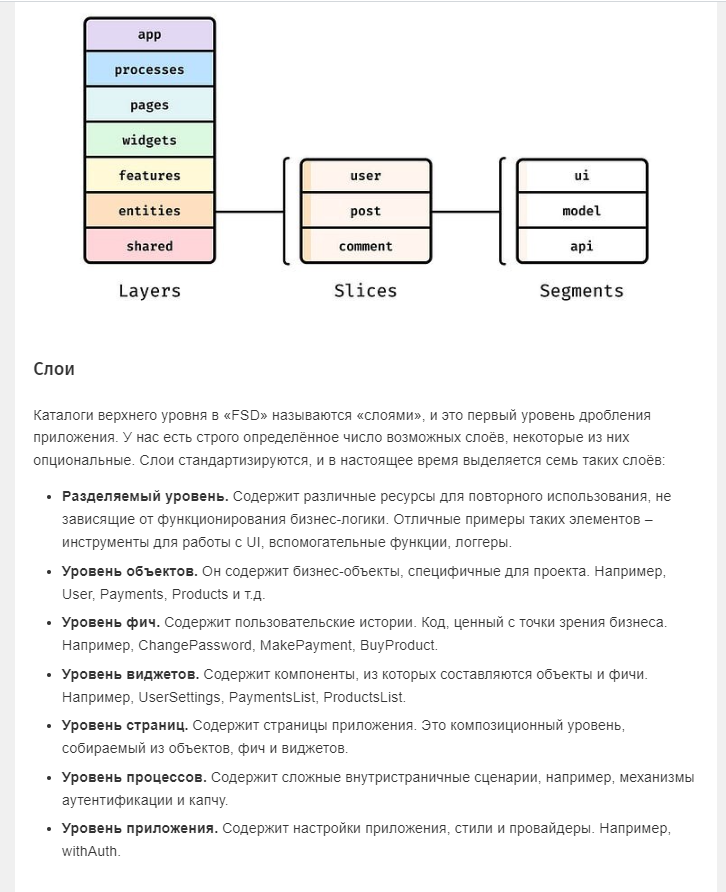 app
processes
pages
widgets
features
entities
shared
Layers
user
post
comment
Slices
ui
model
api
Segments
Слои
Каталоги верхнего уровня в «FSD» называются «слоями», и это первый уровень дробления
приложения. У нас есть строго определённое число возможных слоёв, некоторые из них
опциональные. Слои стандартизируются, и в настоящее время выделяется семь таких слоёв:
• Разделяемый уровень. Содержит различные ресурсы для повторного использования, не
зависящие от функционирования бизнес-логики. Отличные примеры таких элементов –
инструменты для работы с UI, вспомогательные функции, логгеры.
• Уровень объектов. Он содержит бизнес-объекты, специфичные для проекта. Например,
User, Payments, Products и т.д.
• Уровень фич. Содержит пользовательские истории. Код, ценный с точки зрения бизнеса.
Например, ChangePassword, MakePayment, BuyProduct.
• Уровень виджетов. Содержит компоненты, из которых составляются объекты и фичи.
Например, UserSettings, PaymentsList, ProductsList.
• Уровень страниц. Содержит страницы приложения. Это композиционный уровень,
собираемый из объектов, фич и виджетов.
• Уровень процессов. Содержит сложные внутристраничные сценарии, например, механизмы
аутентификации и капчу.
• Уровень приложения. Содержит настройки приложения, стили и провайдеры. Например,
withAuth.